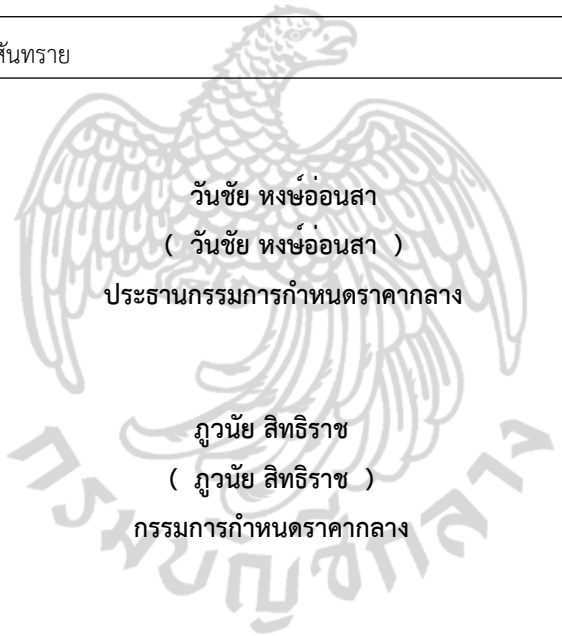 สันทราย
วันชัย หงษ์อ่อนสา
( วันชัย หงษ์อ่อนสา )
ประธานกรรมการกำหนดราคากลาง
ภูวนัย สิทธิราช
( ภูวนัย สิทธิราช )
กรรมการกำหนดราคากลาง
กรมบัญชีกลาง